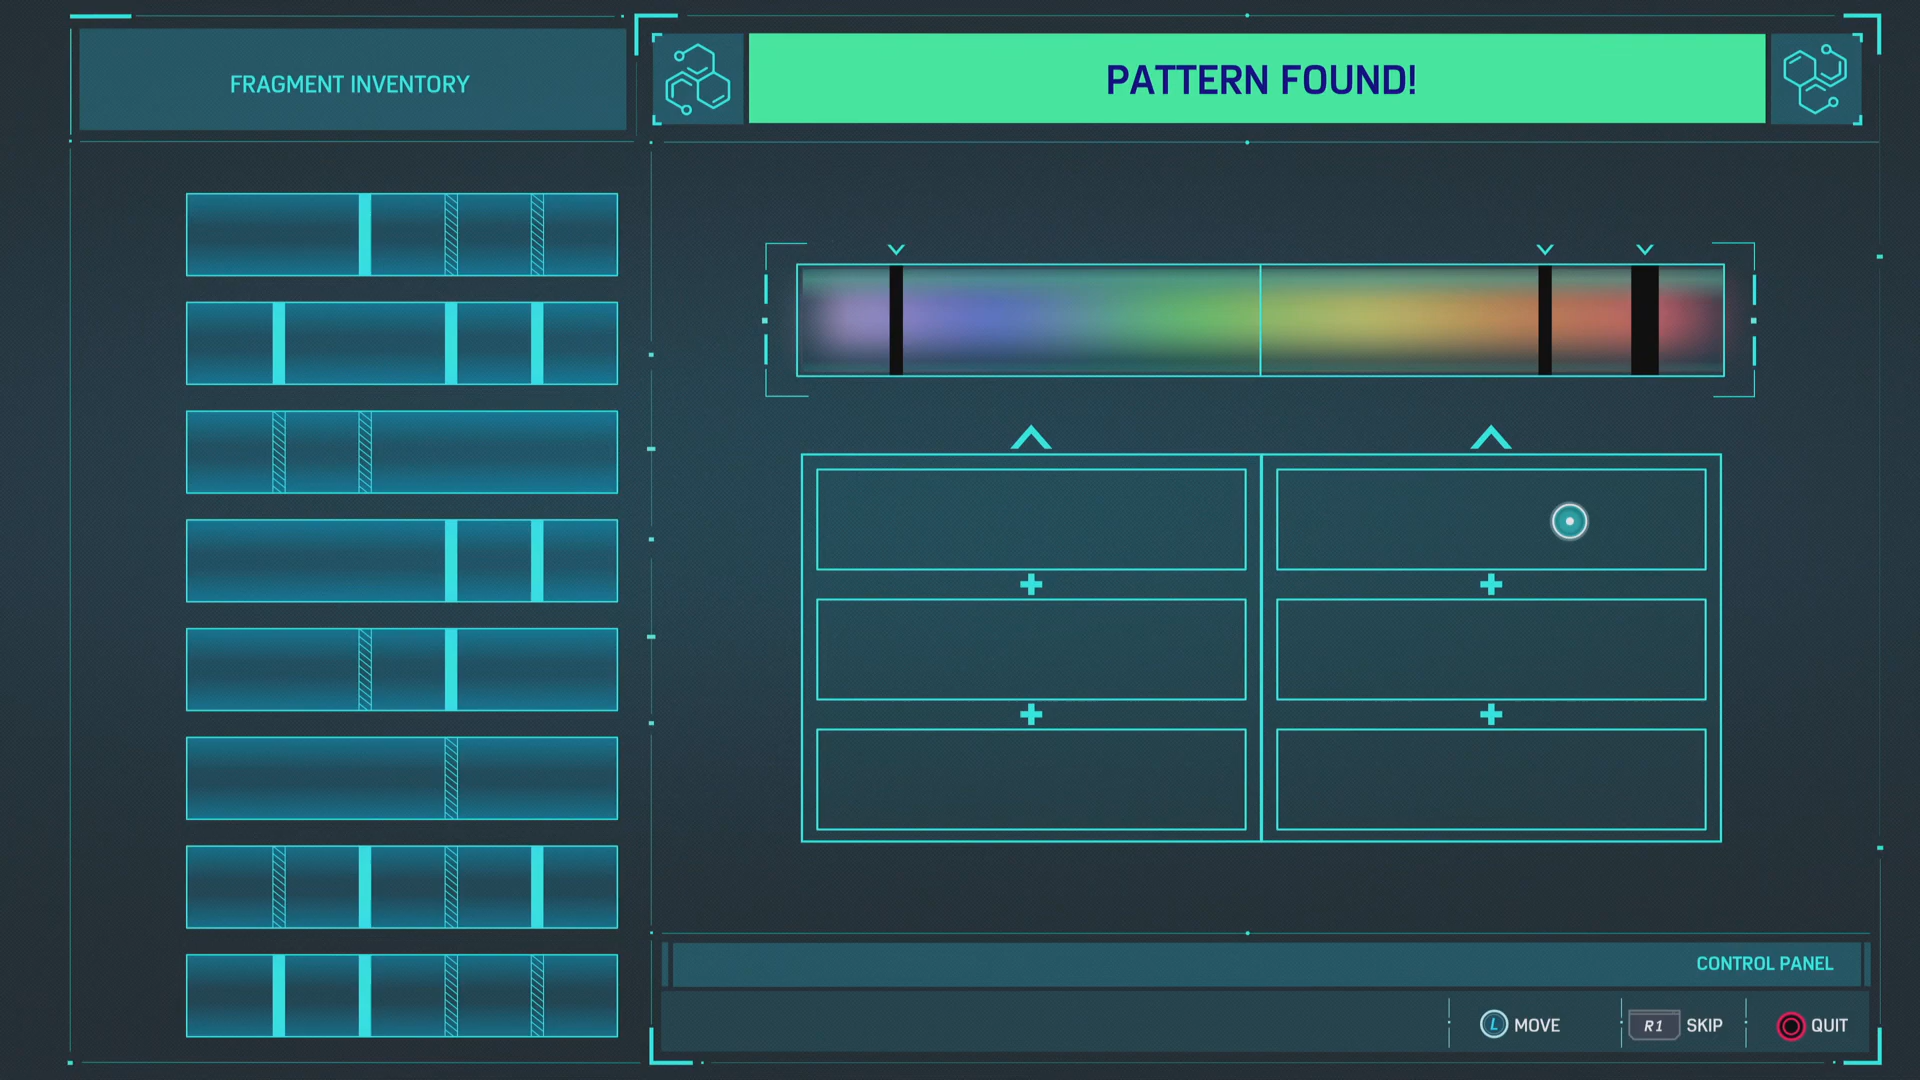 FRAGMENT INVENTORY
PATTERN FOUND!
CONTROL PANEL
L MOVE
R1 SKIP
QUIT